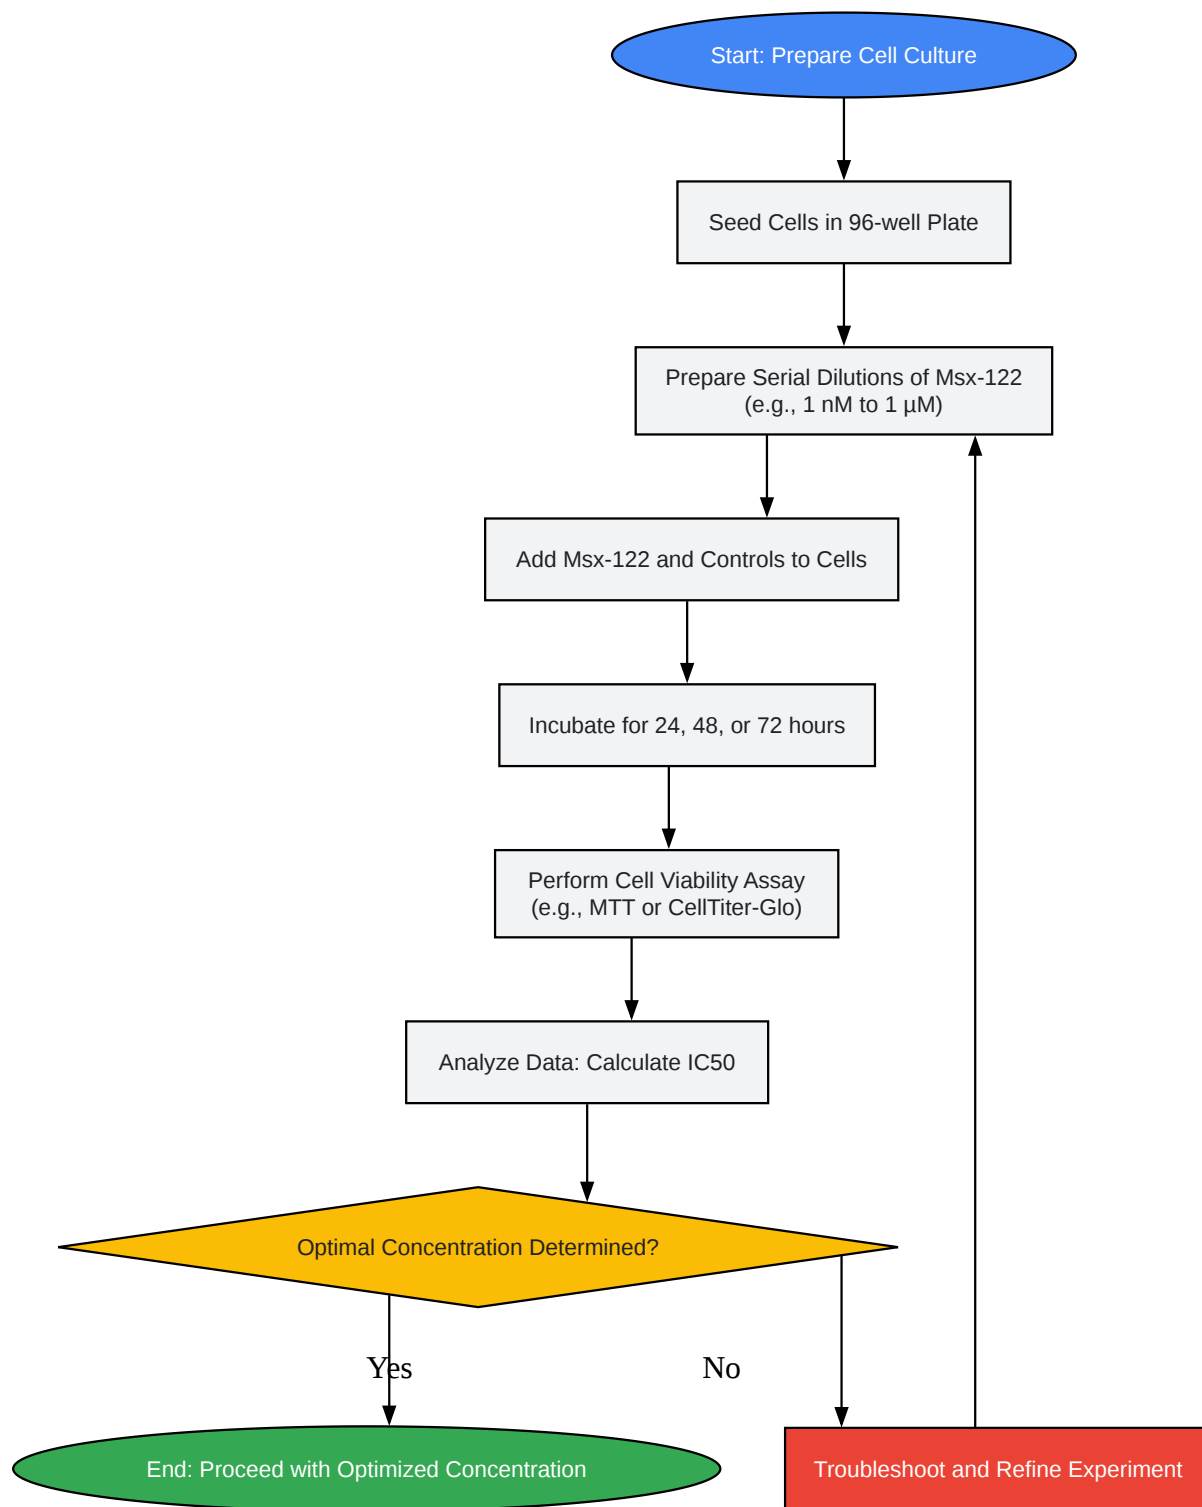 Start: Prepare Cell Culture
Seed Cells in 96-well Plate
Prepare Serial Dilutions of Msx-122
(e.g., 1 nM to 1 µM)
Add Msx-122 and Controls to Cells
Incubate for 24, 48, or 72 hours
Perform Cell Viability Assay
(e.g., MTT or CellTiter-Glo)
Analyze Data: Calculate IC50
Optimal Concentration Determined?
Yes
No
End: Proceed with Optimized Concentration
Troubleshoot and Refine Experiment